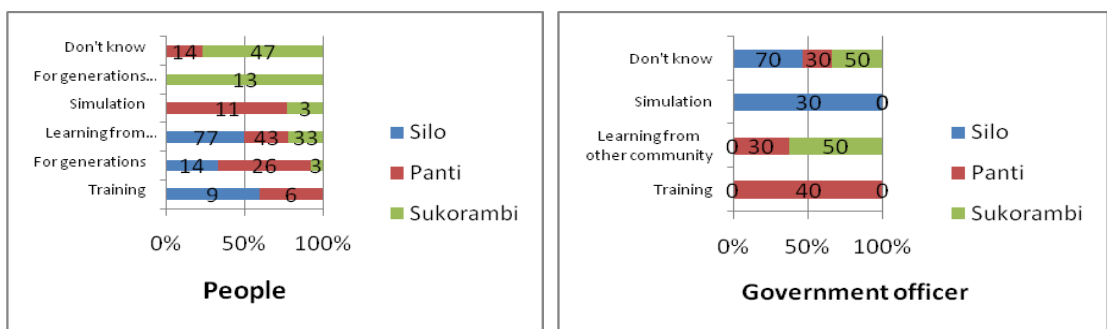 Don't know
14 47
For generations...
13
Simulation
11 3
Learning from...
77 43 33
For generations
14 26 3
Training
9 6
0% 50% 100%
Silo
Panti
Sukorambi
People
Don't know
70 30 50
Simulation
30 0
Learning from
other community
0 30 50
Training
0 40 0
0% 50% 100%
Silo
Panti
Sukorambi
Government officer